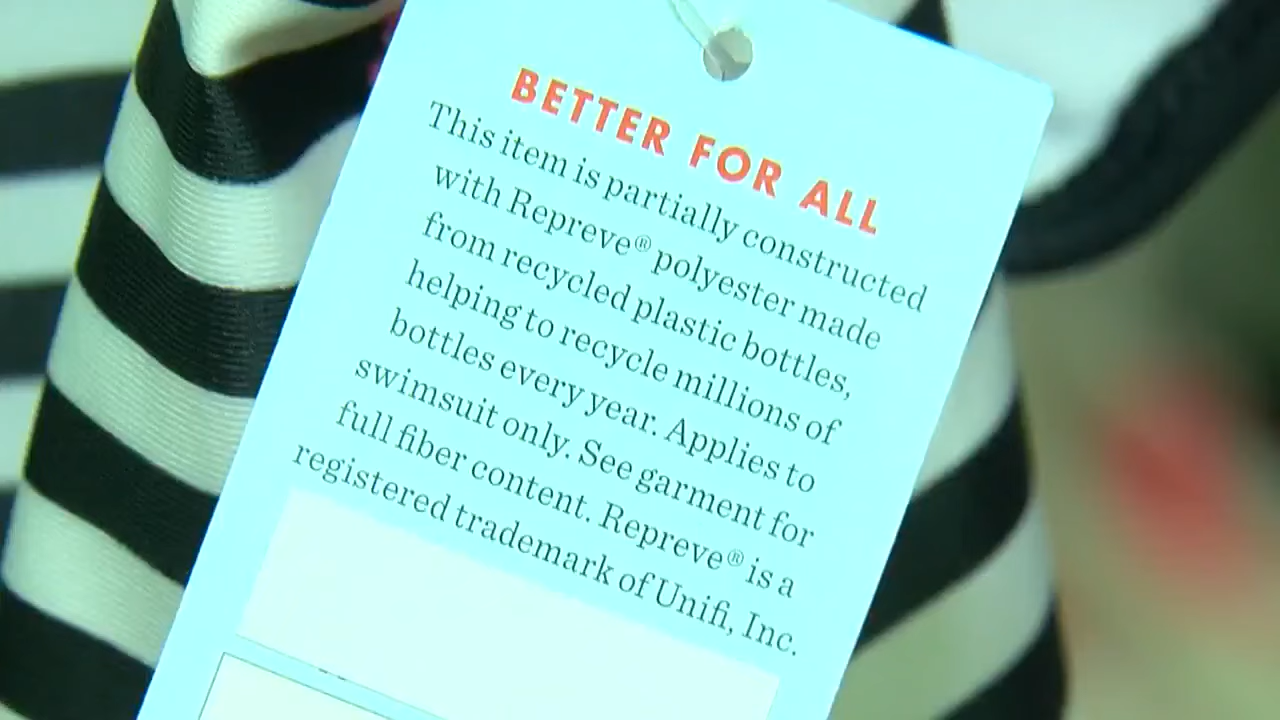 BETTER FOR ALL
This item is partially constructed
with Repreve® polyester made
from recycled plastic bottles,
helping to recycle millions of
bottles every year. Applies to
swimsuit only. See garment for
full fiber content. Repreve® is a
registered trademark of Unifi, Inc.